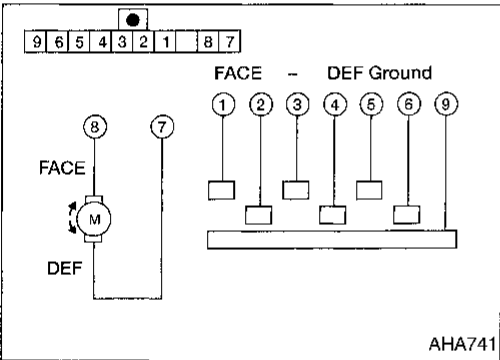 9 6 5 4 3 2 1 8 7
FACE – DEF Ground
1 2 3 4 5 6 9
8 7
FACE
M
DEF
AHA741